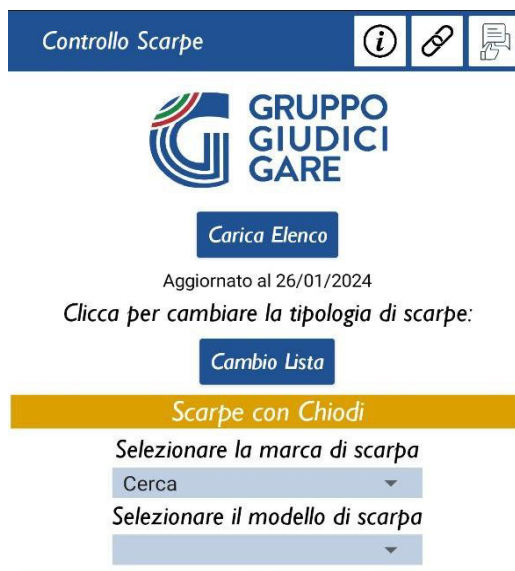 Controllo Scarpe
GRUPPO
GIUDICI
GARE
Carica Elenco
Aggiornato al 26/01/2024
Clicca per cambiare la tipologia di scarpe:
Cambio Lista
Scarpe con Chiodi
Selezionare la marca di scarpa
Cerca
Selezionare il modello di scarpa